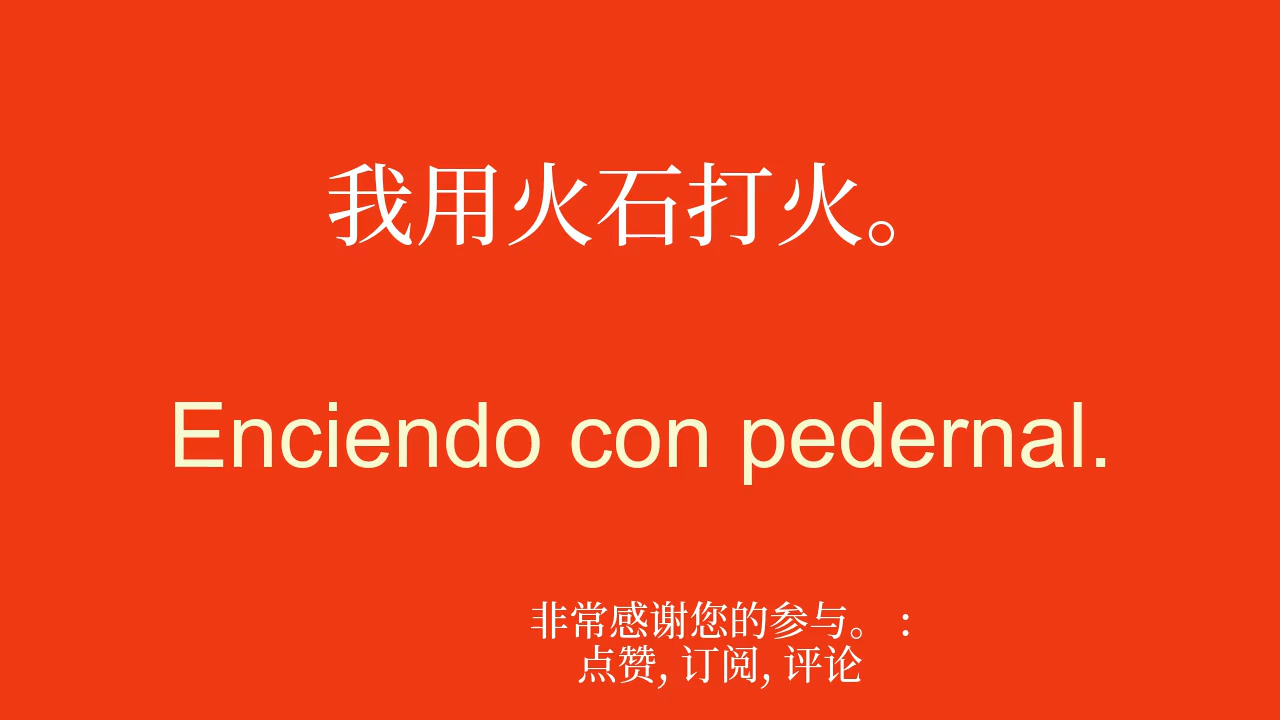 我用火石打火。
Enciendo con pedernal.
非常感谢您的参与。 :
点赞, 订阅, 评论